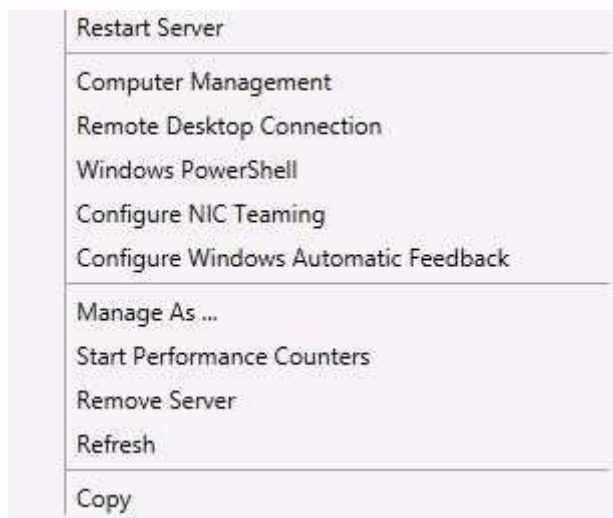 Restart Server
Computer Management
Remote Desktop Connection
Windows PowerShell
Configure NIC Teaming
Configure Windows Automatic Feedback
Manage As ...
Start Performance Counters
Remove Server
Refresh
Copy